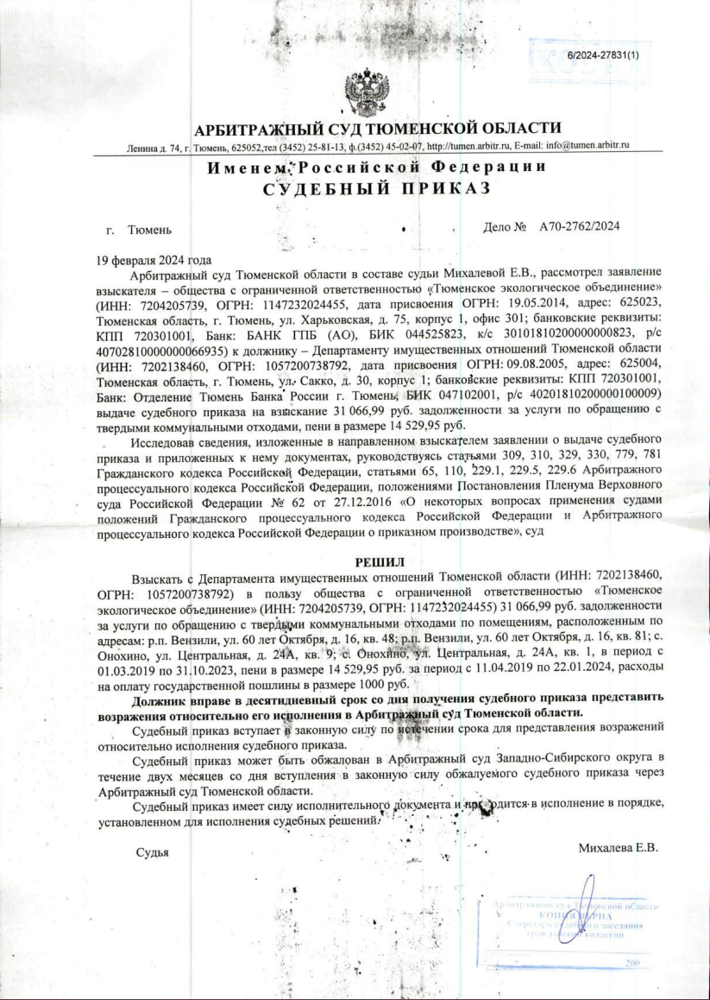 6/2024-27831(1)
АРБИТРАЖНЫЙ СУД ТЮМЕНСКОЙ ОБЛАСТИ
Ленина д. 74, г. Тюмень, 625052,тел (3452) 25-81-13, ф.(3452) 45-02-07, http://tumen.arbitr.ru, E-mail: info@tumen.arbitr.ru
Именем Российской Федерации
СУДЕБНЫЙ ПРИКАЗ
г. Тюмень Дело № А70-2762/2024
19 февраля 2024 года
Арбитражный суд Тюменской области в составе судьи Михалевой Е.В., рассмотрел заявление
взыскателя – общества с ограниченной ответственностью «Тюменское экологическое объединение»
(ИНН: 7204205739, ОГРН: 1147232024455, дата присвоения ОГРН: 19.05.2014, адрес: 625023,
Тюменская область, г. Тюмень, ул. Харьковская, д. 75, корпус 1, офис 301; банковские реквизиты:
КПП 720301001, Банк: БАНК ГПБ (АО), БИК 044525823, к/с 30101810200000000823, р/с
40702810000000066935) к должнику – Департаменту имущественных отношений Тюменской области
(ИНН: 7202138460, ОГРН: 1057200738792, дата присвоения ОГРН: 09.08.2005, адрес: 625004,
Тюменская область, г. Тюмень, ул. Сакко, д. 30, корпус 1; банковские реквизиты: КПП 720301001,
Банк: Отделение Тюмень Банка России г. Тюмень, БИК 047102001, р/с 40201810200000100009)
выдаче судебного приказа на взыскание 31 066,99 руб. задолженности за услуги по обращению с
твердыми коммунальными отходами, пени в размере 14 529,95 руб.
Исследовав сведения, изложенные в направленном взыскателем заявлении о выдаче судебного
приказа и приложенных к нему документах, руководствуясь статьями 309, 310, 329, 330, 779, 781
Гражданского кодекса Российской Федерации, статьями 65, 110, 229.1, 229.5, 229.6 Арбитражного
процессуального кодекса Российской Федерации, положениями Постановления Пленума Верховного
суда Российской Федерации № 62 от 27.12.2016 «О некоторых вопросах применения судами
положений Гражданского процессуального кодекса Российской Федерации и Арбитражного
процессуального кодекса Российской Федерации о приказном производстве», суд
РЕШИЛ
Взыскать с Департамента имущественных отношений Тюменской области (ИНН: 7202138460,
ОГРН: 1057200738792) в пользу общества с ограниченной ответственностью «Тюменское
экологическое объединение» (ИНН: 7204205739, ОГРН: 1147232024455) 31 066,99 руб. задолженности
за услуги по обращению с твердыми коммунальными отходами по помещениям, расположенным по
адресам: р.п. Вензили, ул. 60 лет Октября, д. 16, кв. 48; р.п. Вензили, ул. 60 лет Октября, д. 16, кв. 81; с.
Онохино, ул. Центральная, д. 24А, кв. 9; с. Онохино, ул. Центральная, д. 24А, кв. 1, в период с
01.03.2019 по 31.10.2023, пени в размере 14 529,95 руб. за период с 11.04.2019 по 22.01.2024, расходы
на оплату государственной пошлины в размере 1000 руб.
Должник вправе в десятидневный срок со дня получения судебного приказа представить
возражения относительно его исполнения в Арбитражный суд Тюменской области.
Судебный приказ вступает в законную силу по истечении срока для представления возражений
относительно исполнения судебного приказа.
Судебный приказ может быть обжалован в Арбитражный суд Западно-Сибирского округа в
течение двух месяцев со дня вступления в законную силу обжалуемого судебного приказа через
Арбитражный суд Тюменской области.
Судебный приказ имеет силу исполнительного документа и приводится в исполнение в порядке,
установленном для исполнения судебных решений.
Судья Михалева Е.В.
Арбитражный суд Тюменской области
КОПИЯ ВЕРНА
Секретарь судебного заседания
гражданской коллегии
200